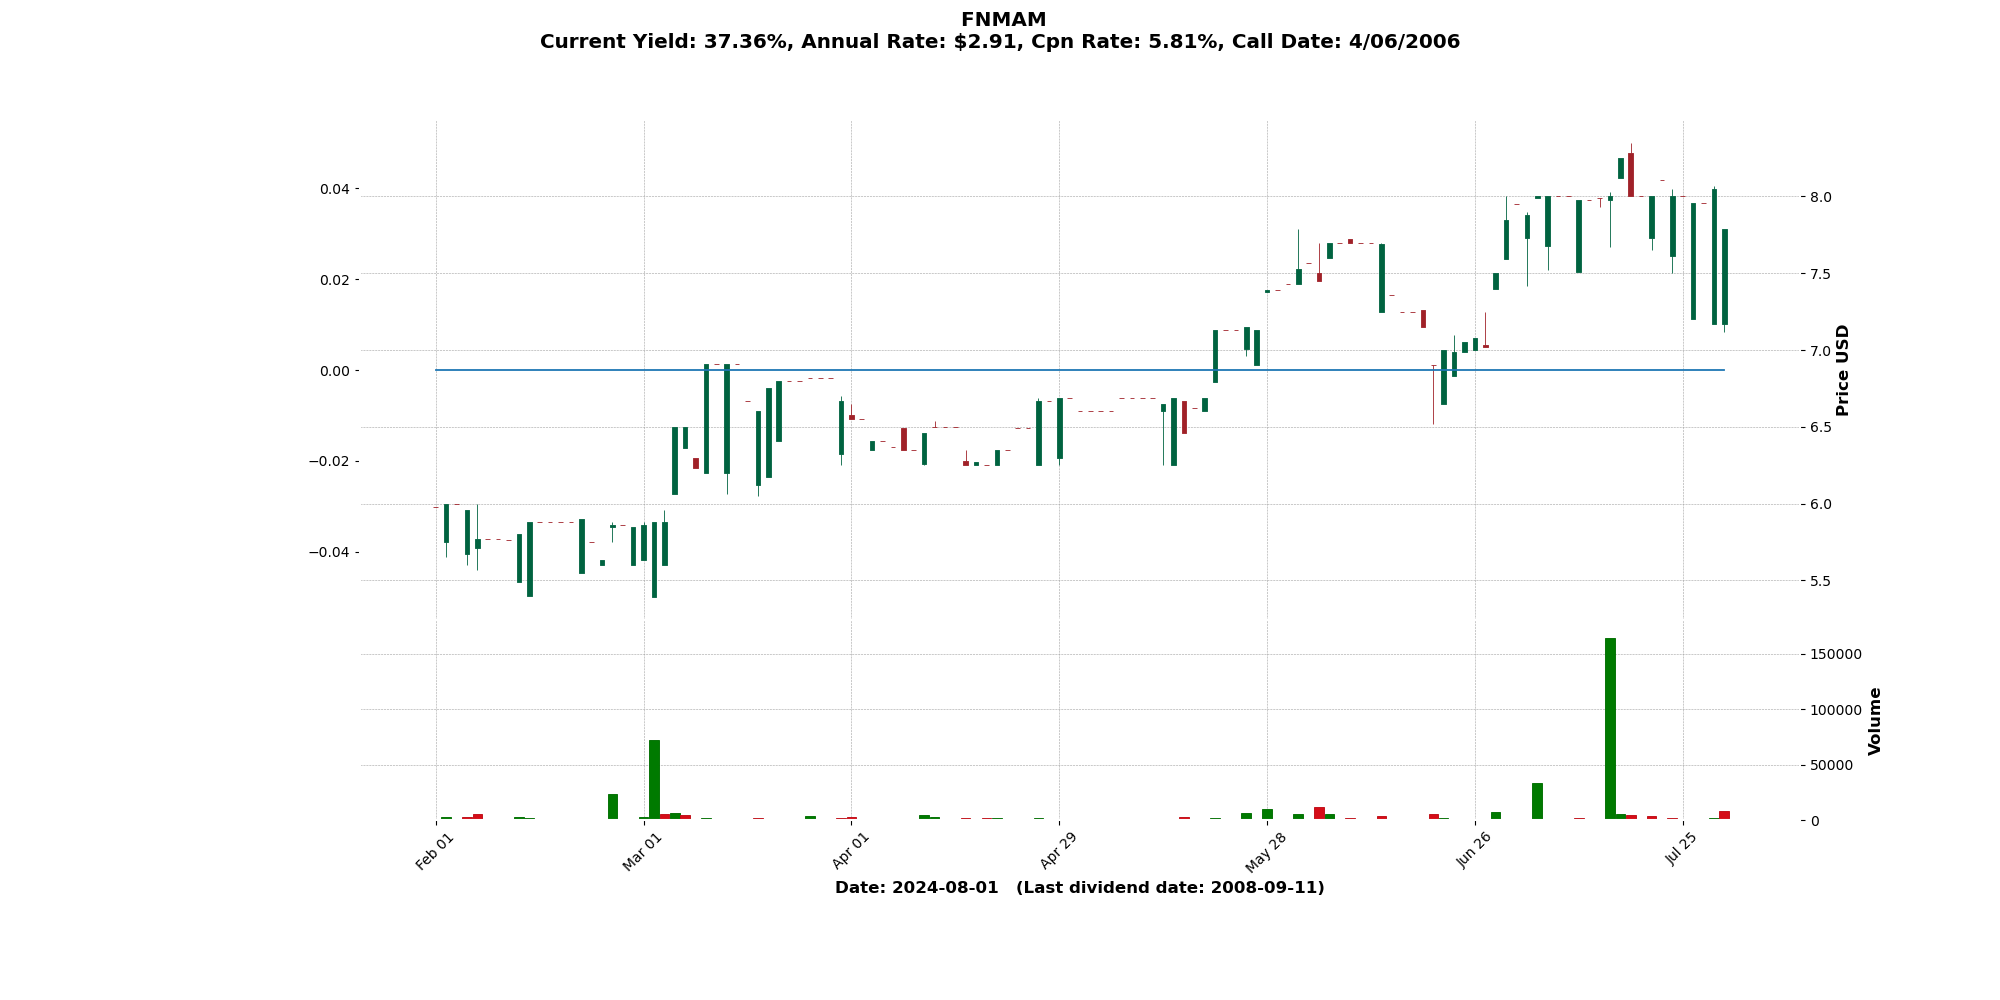 FNMAM
Current Yield: 37.36%, Annual Rate: $2.91, Cpn Rate: 5.81%, Call Date: 4/06/2006
0.04
0.02
0.00
−0.02
−0.04
8.0
7.5
7.0
6.5
6.0
5.5
Price USD
150000
100000
50000
0
Volume
Feb 01
Mar 01
Apr 01
Apr 29
May 28
Jun 26
Jul 25
Date: 2024-08-01 (Last dividend date: 2008-09-11)